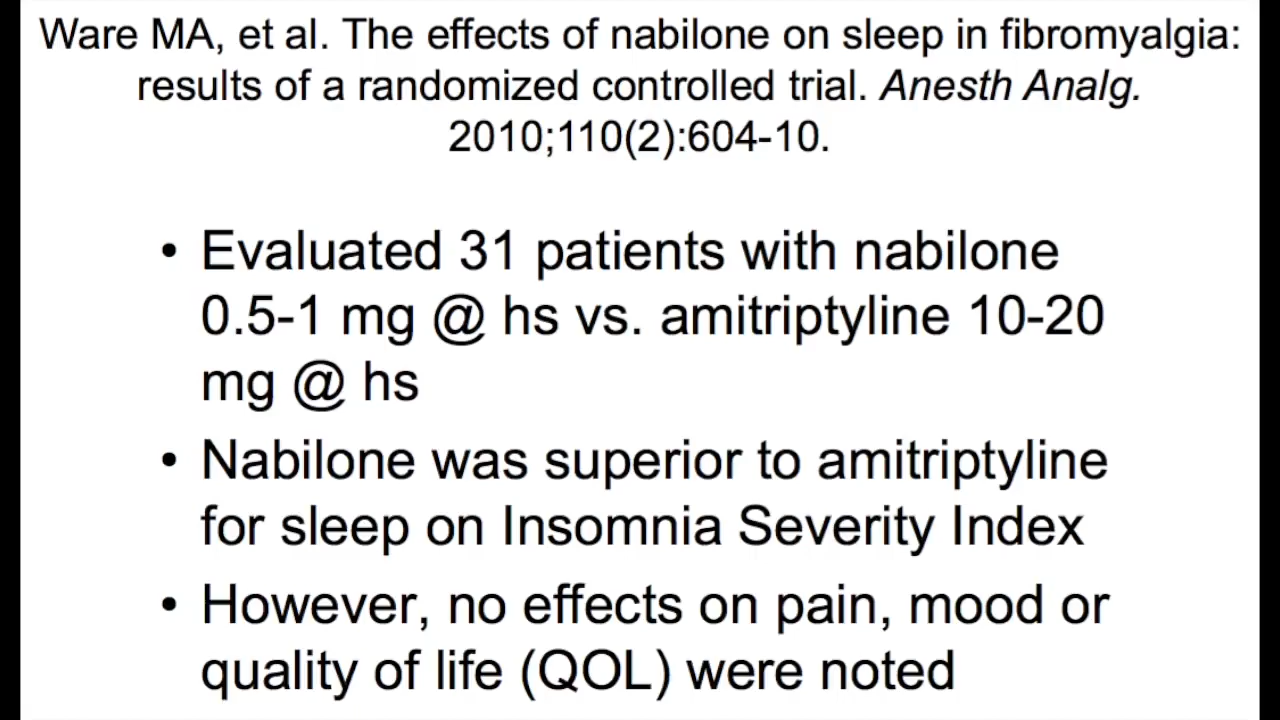 Ware MA, et al. The effects of nabilone on sleep in fibromyalgia:
results of a randomized controlled trial. Anesth Analg.
2010;110(2):604-10.
• Evaluated 31 patients with nabilone
0.5-1 mg @ hs vs. amitriptyline 10-20
mg @ hs
• Nabilone was superior to amitriptyline
for sleep on Insomnia Severity Index
• However, no effects on pain, mood or
quality of life (QOL) were noted